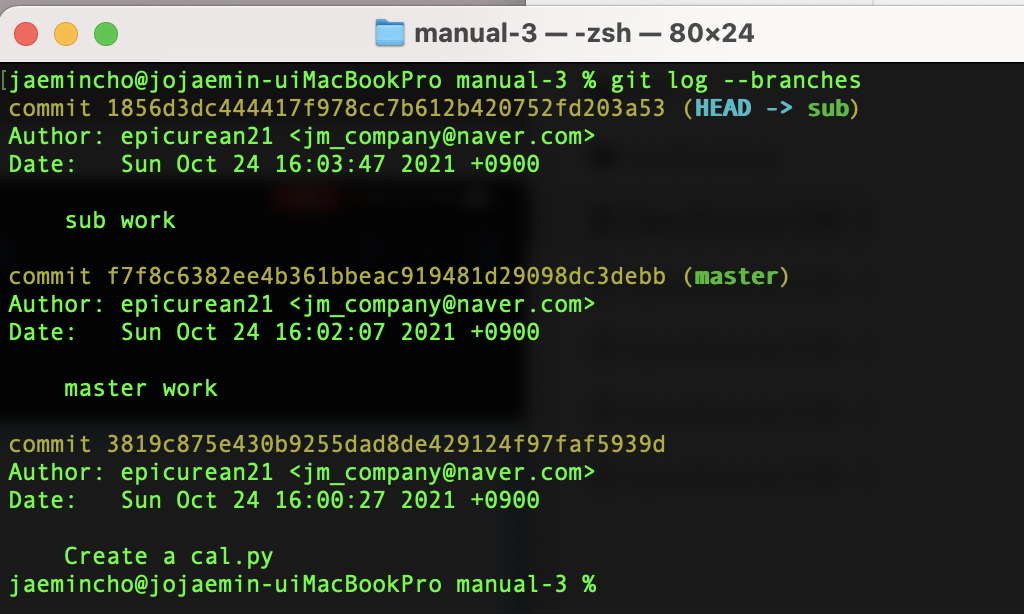 manual-3 — -zsh — 80×24
[jaemincho@jojaemin-uiMacBookPro manual-3 % git log --branches
commit 1856d3dc444417f978cc7b612b420752fd203a53 (HEAD -> sub)
Author: epicurean21 <jm_company@naver.com>
Date:   Sun Oct 24 16:03:47 2021 +0900
    sub work
commit f7f8c6382ee4b361bbeac919481d29098dc3debb (master)
Author: epicurean21 <jm_company@naver.com>
Date:   Sun Oct 24 16:02:07 2021 +0900
    master work
commit 3819c875e430b9255dad8de429124f97faf5939d
Author: epicurean21 <jm_company@naver.com>
Date:   Sun Oct 24 16:00:27 2021 +0900
    Create a cal.py
jaemincho@jojaemin-uiMacBookPro manual-3 %